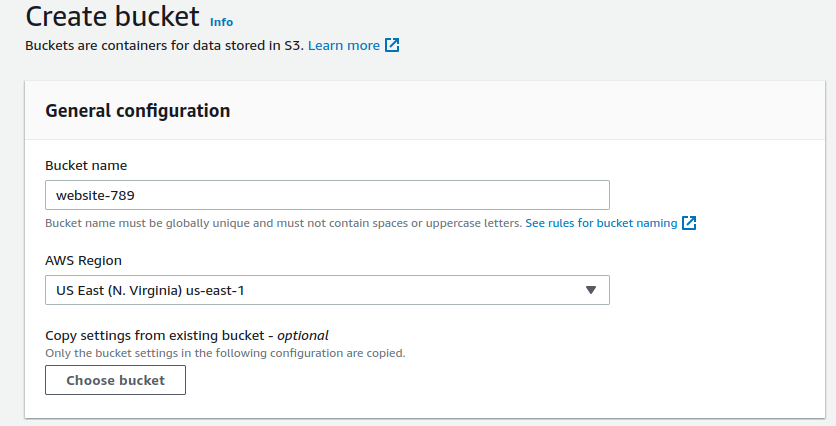 Create bucket Info
Buckets are containers for data stored in S3. Learn more
General configuration
Bucket name
website-789
Bucket name must be globally unique and must not contain spaces or uppercase letters. See rules for bucket naming
AWS Region
US East (N. Virginia) us-east-1
Copy settings from existing bucket - optional
Only the bucket settings in the following configuration are copied.
Choose bucket